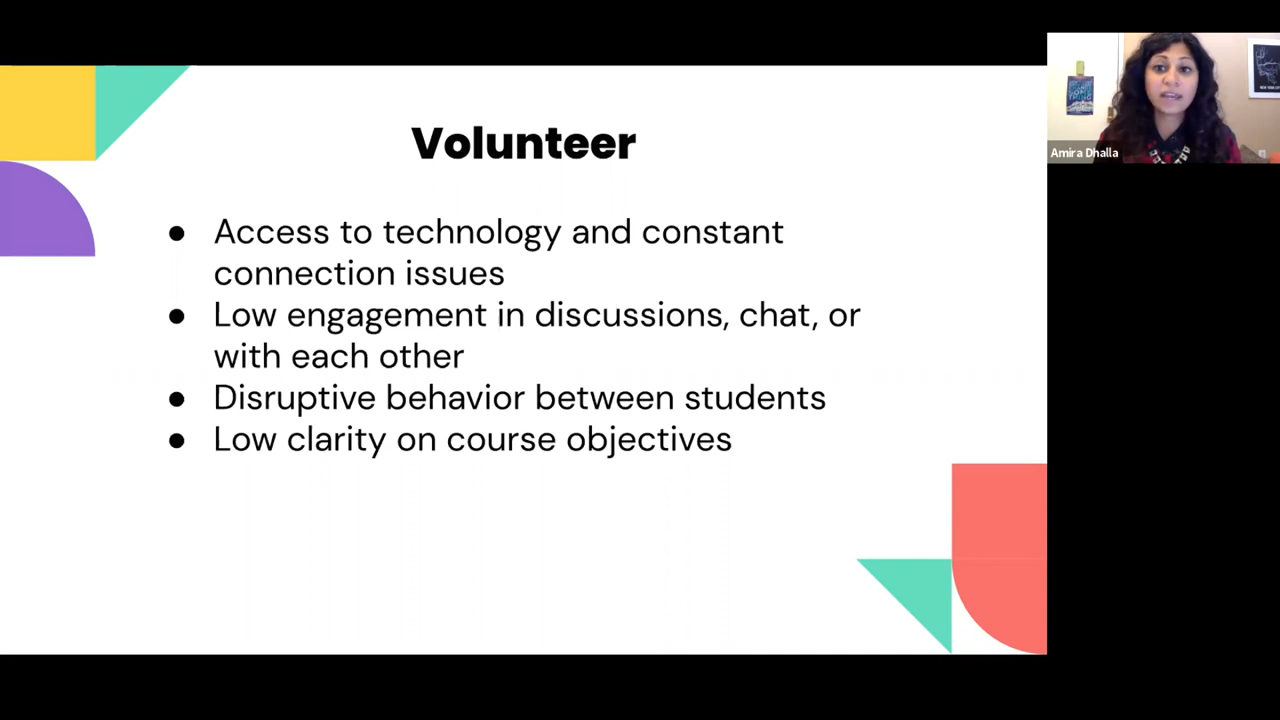 Volunteer
● Access to technology and constant
connection issues
● Low engagement in discussions, chat, or
with each other
● Disruptive behavior between students
● Low clarity on course objectives
Amira Dhalla